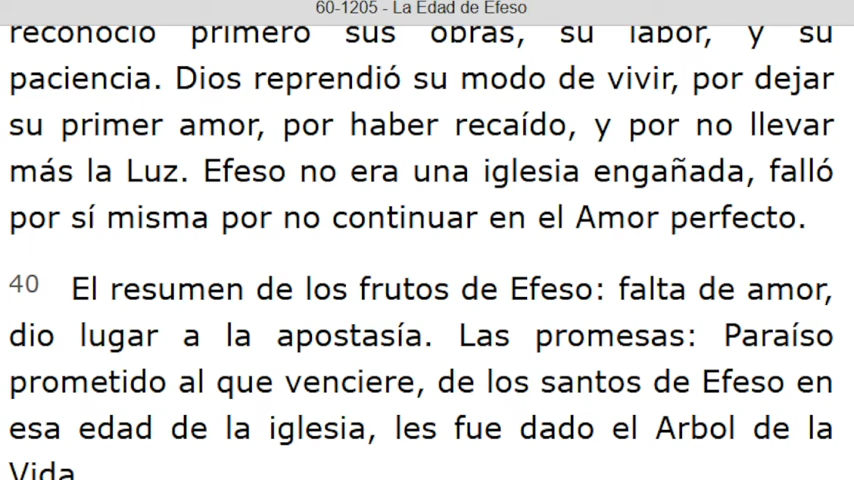 60-1205 - La Edad de Efeso
reconoció primero sus obras, su labor, y su
paciencia. Dios reprendió su modo de vivir, por dejar
su primer amor, por haber recaído, y por no llevar
más la Luz. Efeso no era una iglesia engañada, falló
por sí misma por no continuar en el Amor perfecto.
40 El resumen de los frutos de Efeso: falta de amor,
dio lugar a la apostasía. Las promesas: Paraíso
prometido al que venciere, de los santos de Efeso en
esa edad de la iglesia, les fue dado el Arbol de la
Vida